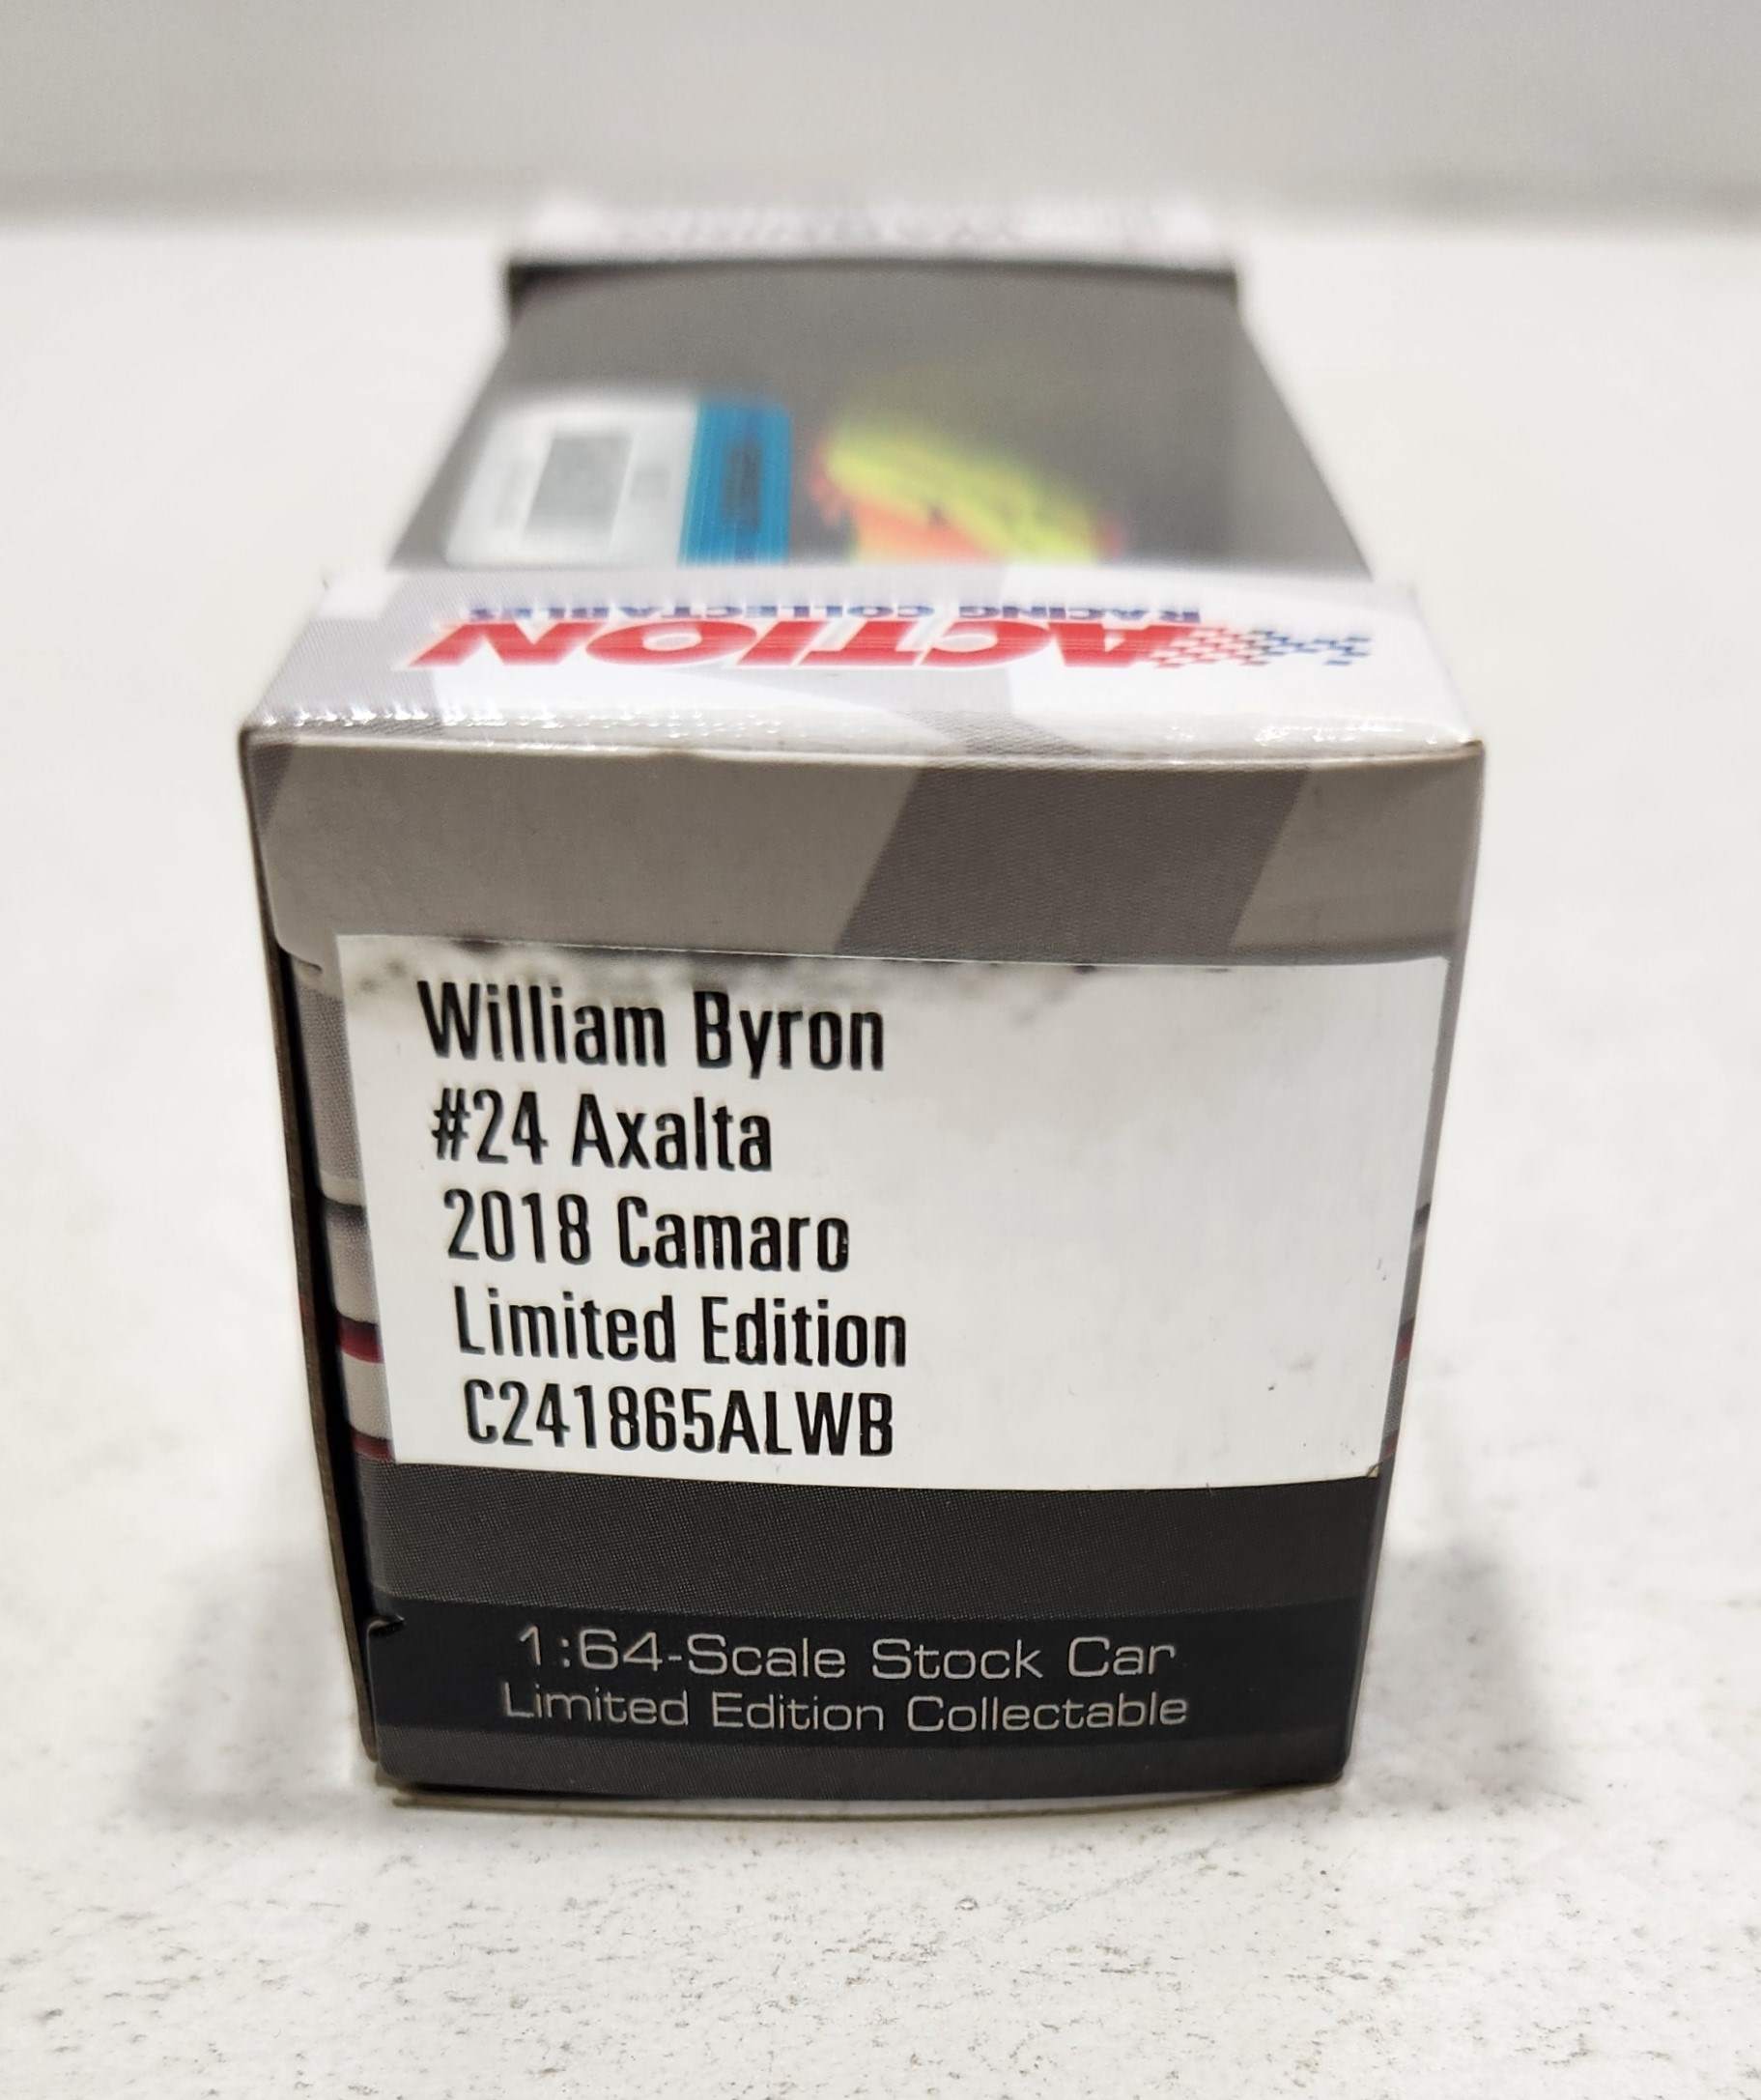 RACING COLLECTABLES
ACTION
William Byron
#24 Axalta
2018 Camaro
Limited Edition
C241865ALWB
1:64-Scale Stock Car
Limited Edition Collectable